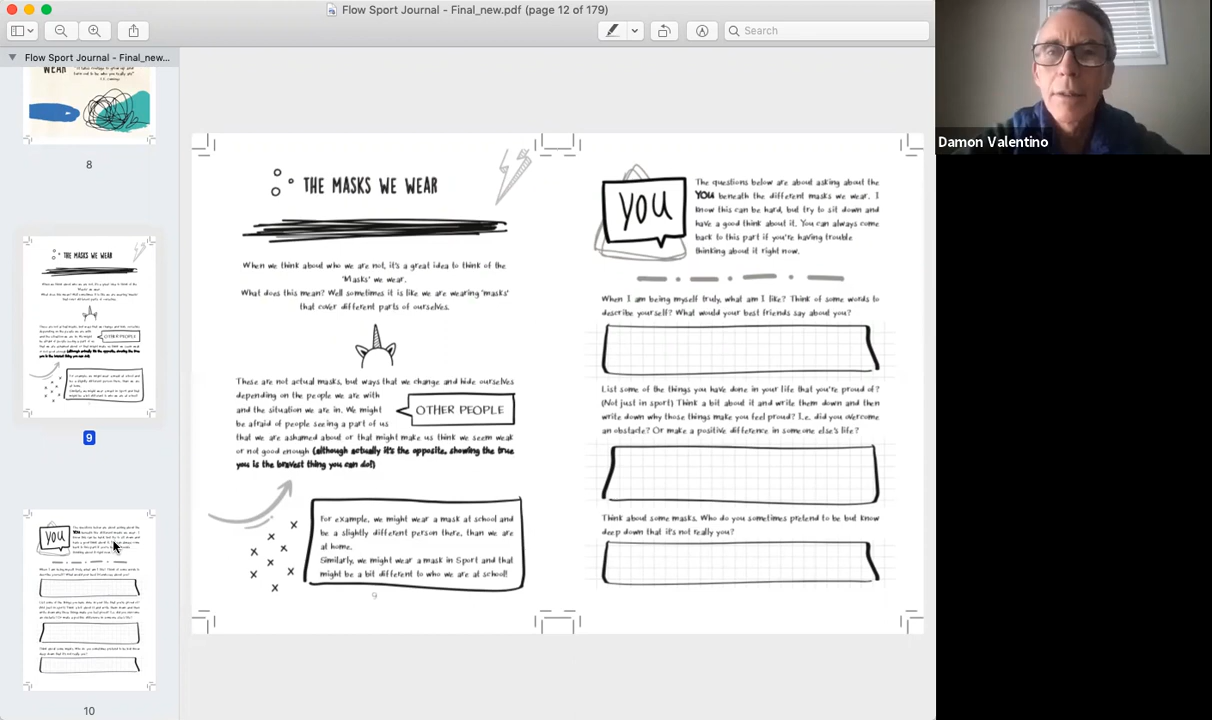 Flow Sport Journal - Final_new.pdf (page 12 of 179)
Search
Flow Sport Journal - Final_new...
WEAR
8
THE MASKS WE WEAR
OTHER PEOPLE
9
YOU
10
THE MASKS WE WEAR
When we think about who we are not, it's a great idea to think of the
'Masks' we wear.
What does this mean? Well sometimes it is like we are wearing 'masks'
that cover different parts of ourselves.
These are not actual masks, but ways that we change and hide ourselves
depending on the people we are with
and the situation we are in. We might
be afraid of people seeing a part of us
that we are ashamed about or that might make us think we seem weak
or not good enough (although actually it's the opposite, showing the true
you is the bravest thing you can do!)
OTHER PEOPLE
For example, we might wear a mask at school and
be a slightly different person there, than we are
at home.
Similarly, we might wear a mask in Sport and that
might be a bit different to who we are at school!
9
YOU
The questions below are about asking about the
YOU beneath the different masks we wear. I
know this can be hard, but try to sit down and
have a good think about it. You can always come
back to this part if you're having trouble
thinking about it right now.
When I am being myself truly, what am I like? Think of some words to
describe yourself? What would your best friends say about you?
List some of the things you have done in your life that you're proud of?
(Not just in sport) Think a bit about it and write them down and then
write down why those things make you feel proud? I.e. did you overcome
an obstacle? Or make a positive difference in someone else's life?
Think about some masks. Who do you sometimes pretend to be but know
deep down that it's not really you?
Damon Valentino